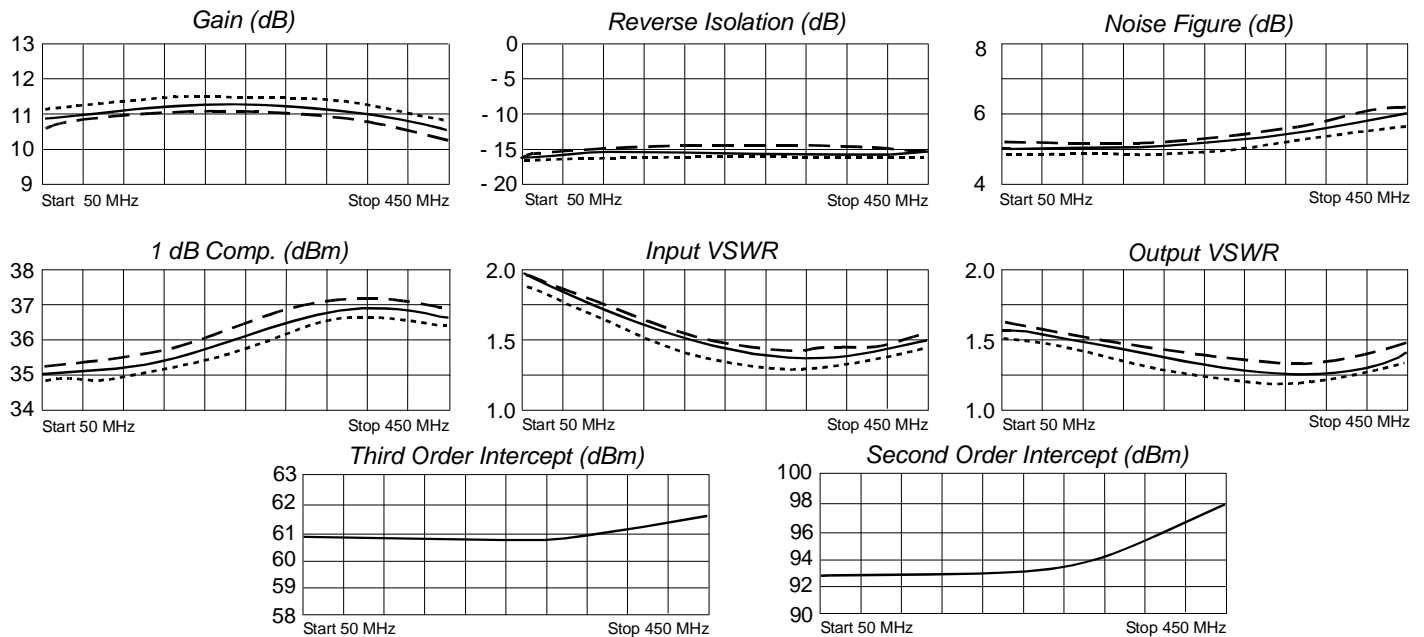 Gain (dB)
13
12
11
10
9
Start 50 MHz
Stop 450 MHz
Reverse Isolation (dB)
0
- 5
- 10
- 15
- 20
Start 50 MHz
Stop 450 MHz
Noise Figure (dB)
8
6
4
Start 50 MHz
Stop 450 MHz
1 dB Comp. (dBm)
38
37
36
35
34
Start 50 MHz
Stop 450 MHz
Input VSWR
2.0
1.5
1.0
Start 50 MHz
Stop 450 MHz
Output VSWR
2.0
1.5
1.0
Start 50 MHz
Stop 450 MHz
Third Order Intercept (dBm)
63
62
61
60
59
58
Start 50 MHz
Stop 450 MHz
Second Order Intercept (dBm)
100
98
96
94
92
90
Start 50 MHz
Stop 450 MHz